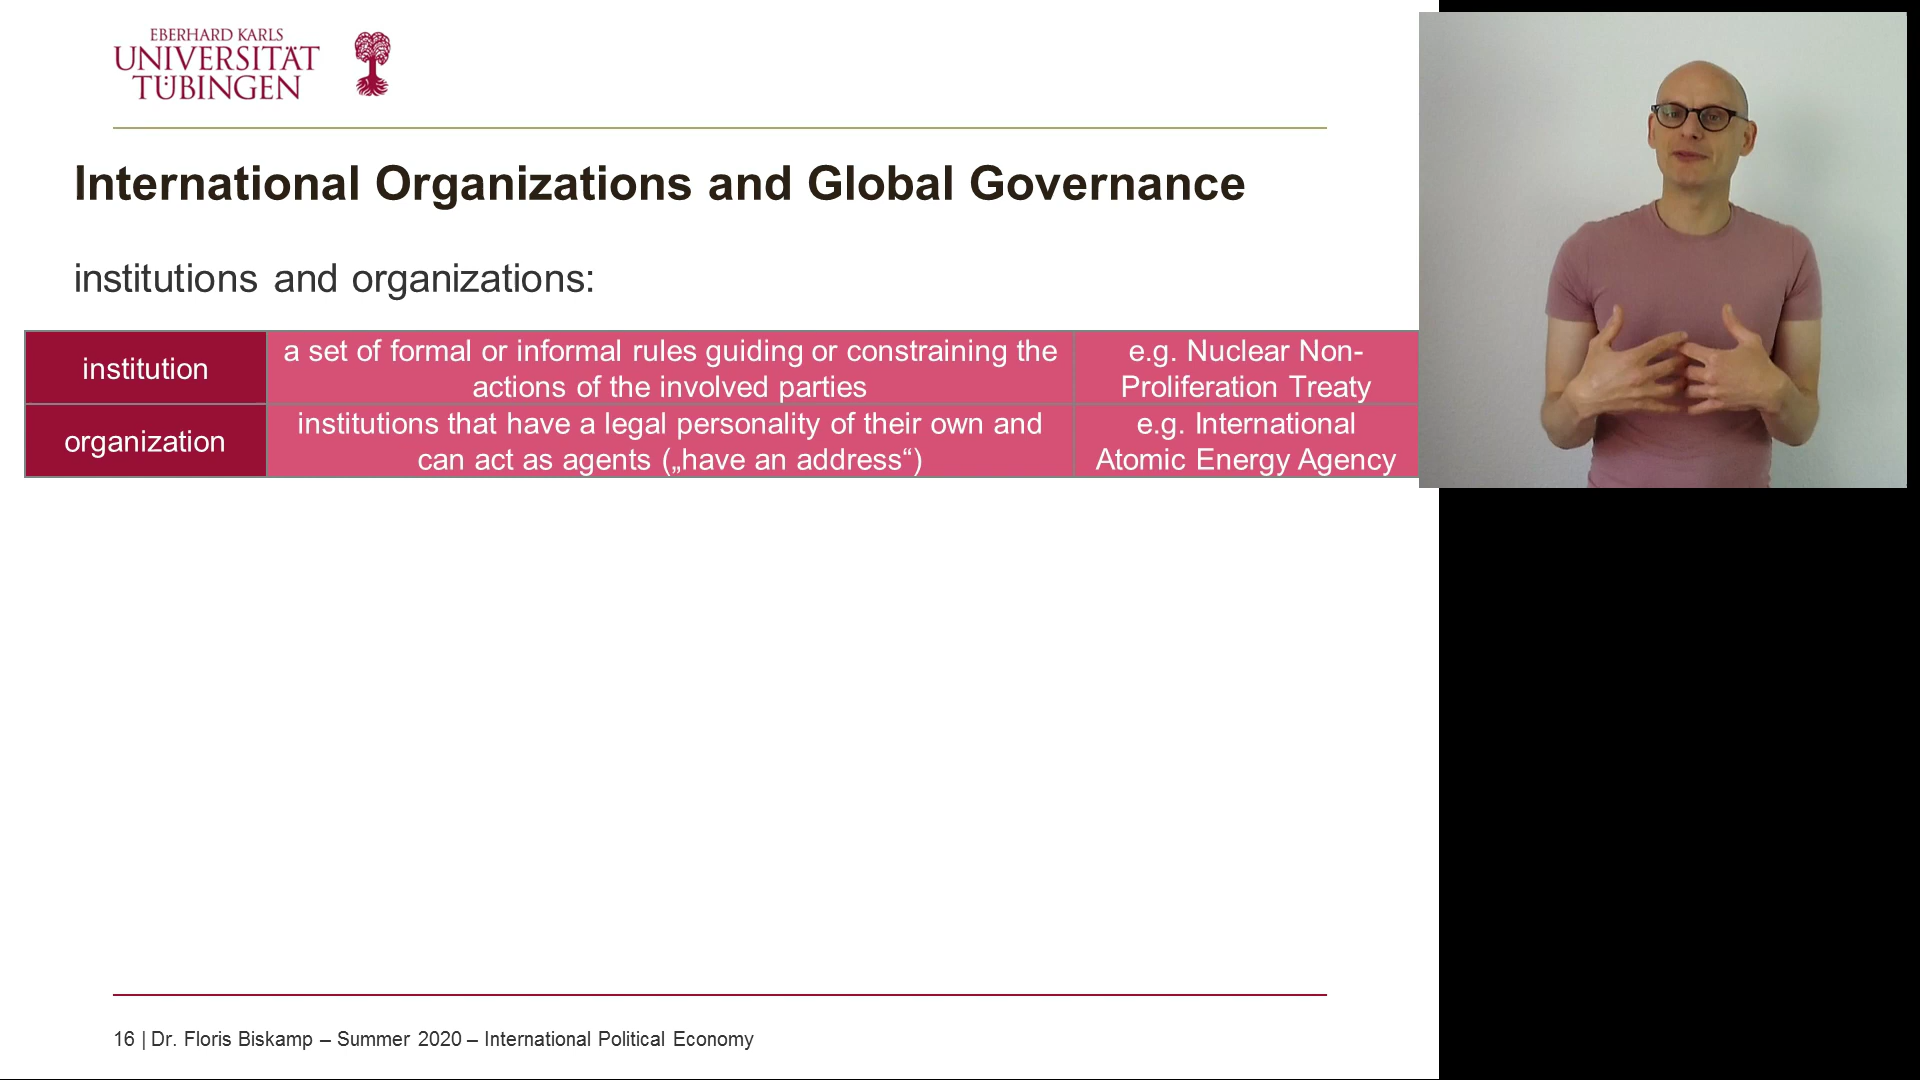 EBERHARD KARLS
UNIVERSITÄT
TÜBINGEN
International Organizations and Global Governance
institutions and organizations:
institution
a set of formal or informal rules guiding or constraining the
actions of the involved parties
e.g. Nuclear Non-
Proliferation Treaty
organization
institutions that have a legal personality of their own and
can act as agents („have an address“)
e.g. International
Atomic Energy Agency
16 | Dr. Floris Biskamp – Summer 2020 – International Political Economy